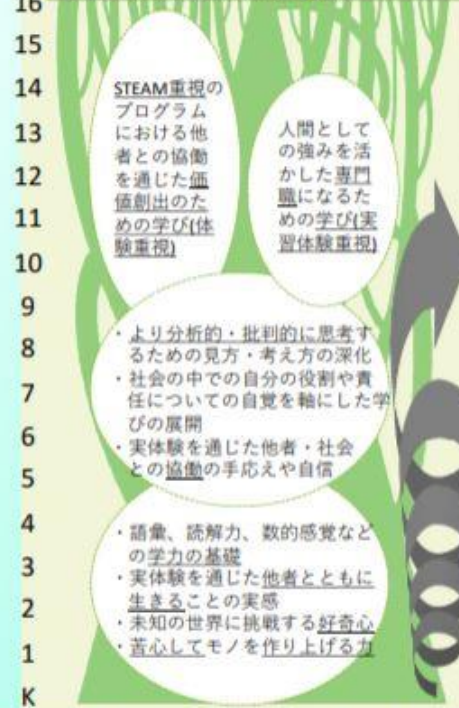 16
15
14
13
12
11
10
9
8
7
6
5
4
3
2
1
K
STEAM重視の
プログラム
における他
者との協働
を通じた価
値創出のた
めの学び(体
験重視)
人間として
の強みを活
かした専門
職になるた
めの学び(実
習体験重視)
・より分析的・批判的に思考す
るための見方・考え方の深化
・社会の中での自分の役割や責
任についての自覚を軸にした学
びの展開
・実体験を通じた他者・社会
との協働の手応えや自信
・語彙、読解力、数的感覚など
の学力の基礎
・実体験を通じた他者とともに
生きることの実感
・未知の世界に挑戦する好奇心
・苦心してモノを作り上げる力